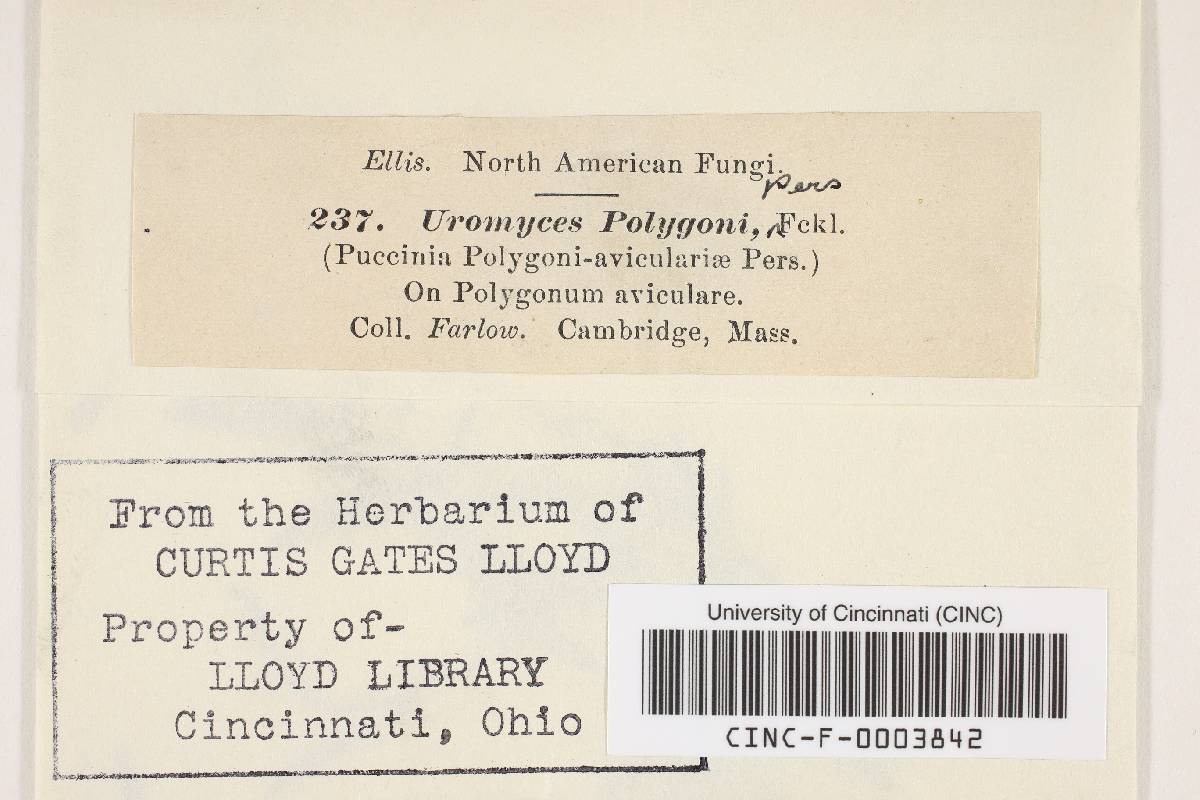 Ellis. North American Fungi.
Pers
237. Uromyces Polygoni, Fckl.
(Puccinia Polygoni-aviculariæ Pers.)
On Polygonum aviculare.
Coll. Farlow. Cambridge, Mass.
From the Herbarium of
CURTIS GATES LLOYD
Property of-
LLOYD LIBRARY
Cincinnati, Ohio
University of Cincinnati (CINC)
CINC-F-0003842